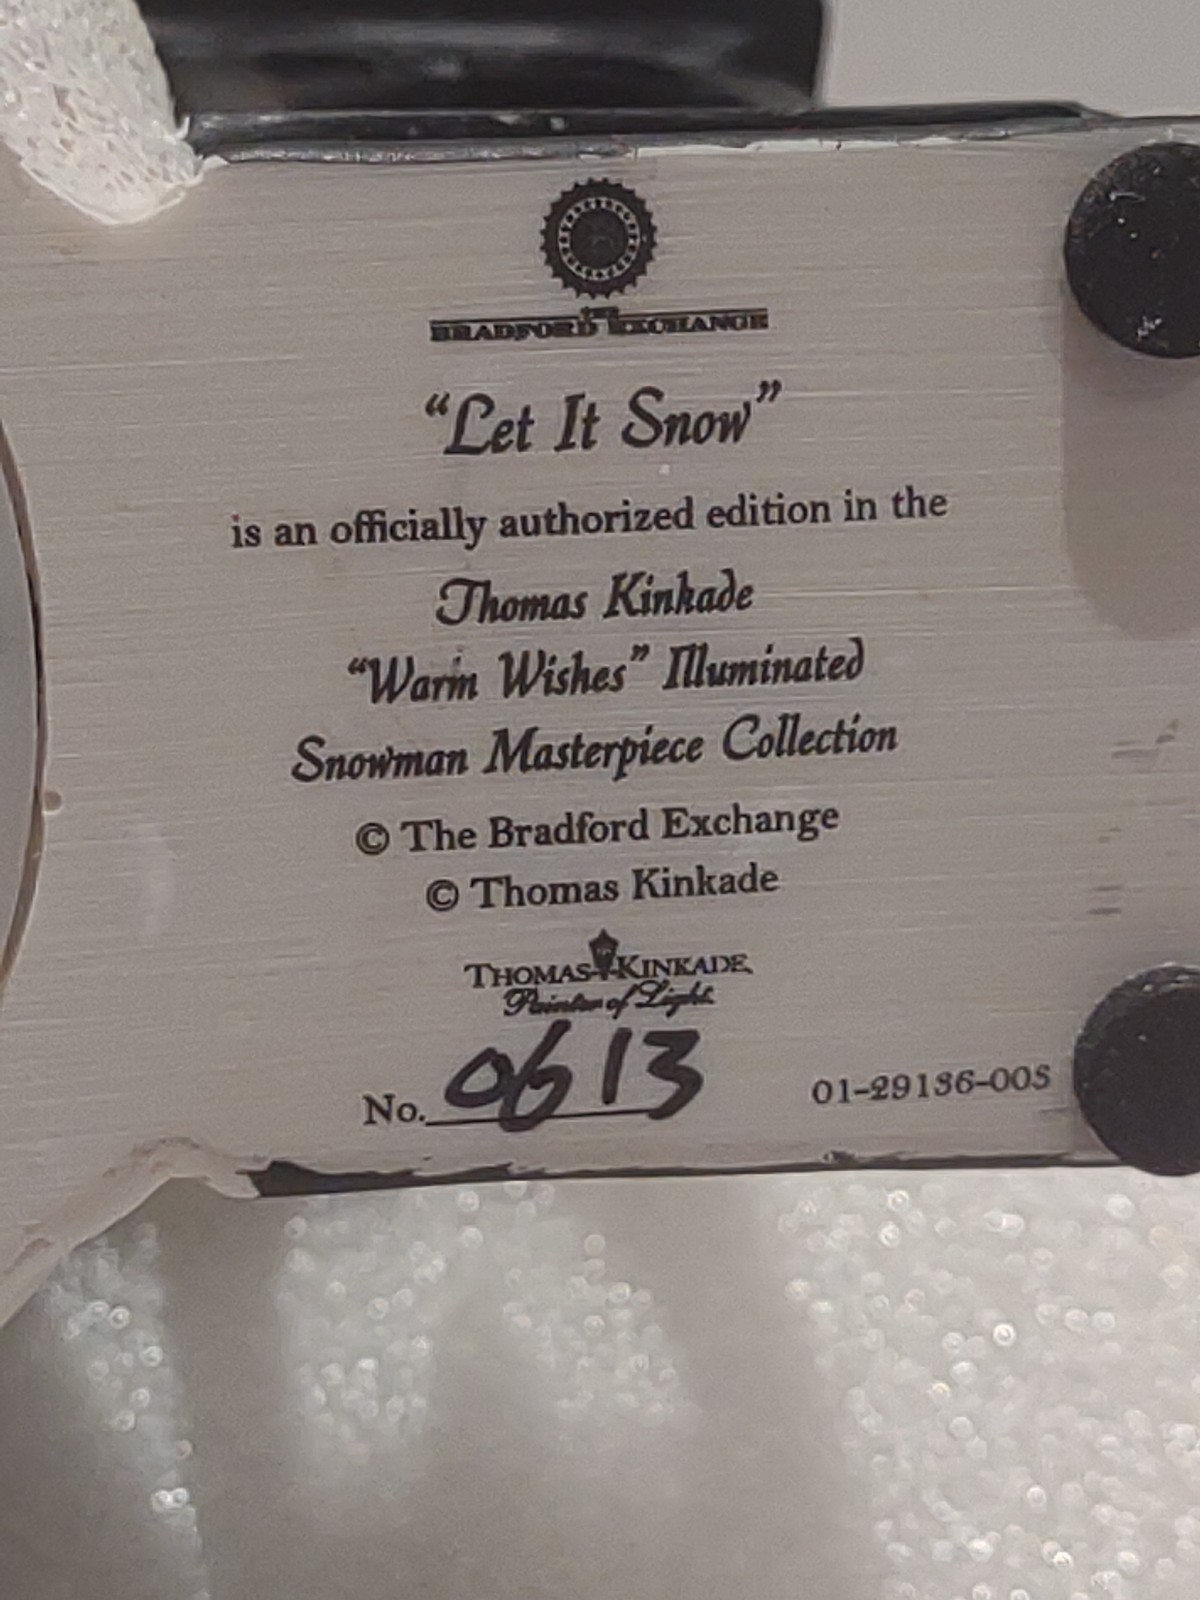 THE
BRADFORD EXCHANGE
“Let It Snow”
is an officially authorized edition in the
Thomas Kinkade
“Warm Wishes” Illuminated
Snowman Masterpiece Collection
© The Bradford Exchange
© Thomas Kinkade
THOMAS KINKADE
Painter of Light
No. 0613
01-29136-005